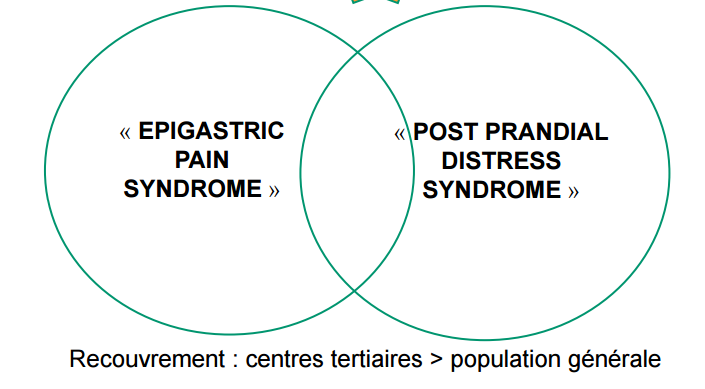 « EPIGASTRIC
PAIN
SYNDROME »
« POST PRANDIAL
DISTRESS
SYNDROME »
Recouvrement : centres tertiaires > population générale